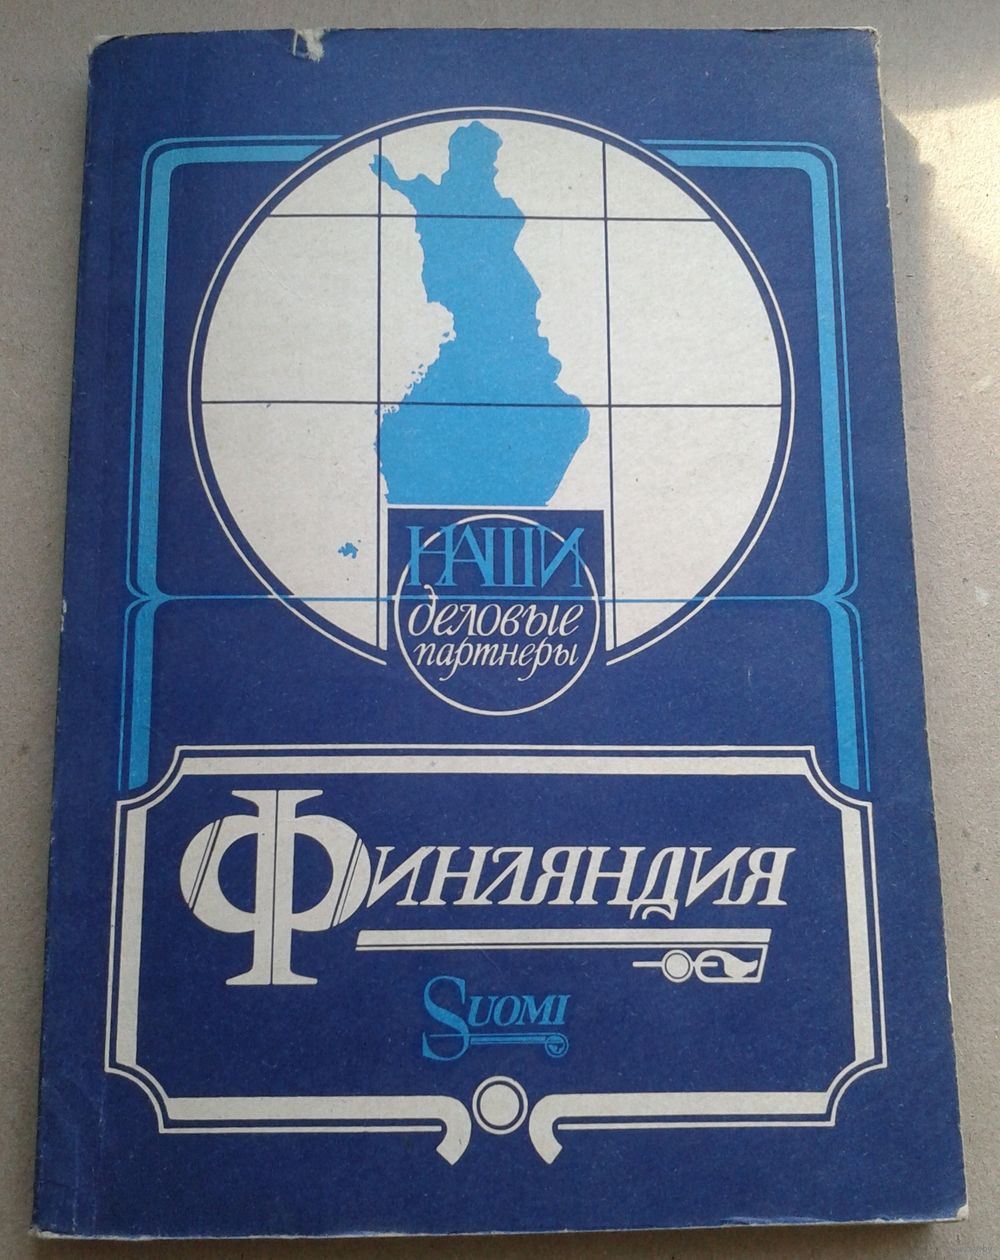 НАШИ
деловые
партнеры
ФИНЛЯНДИЯ
SUOMI